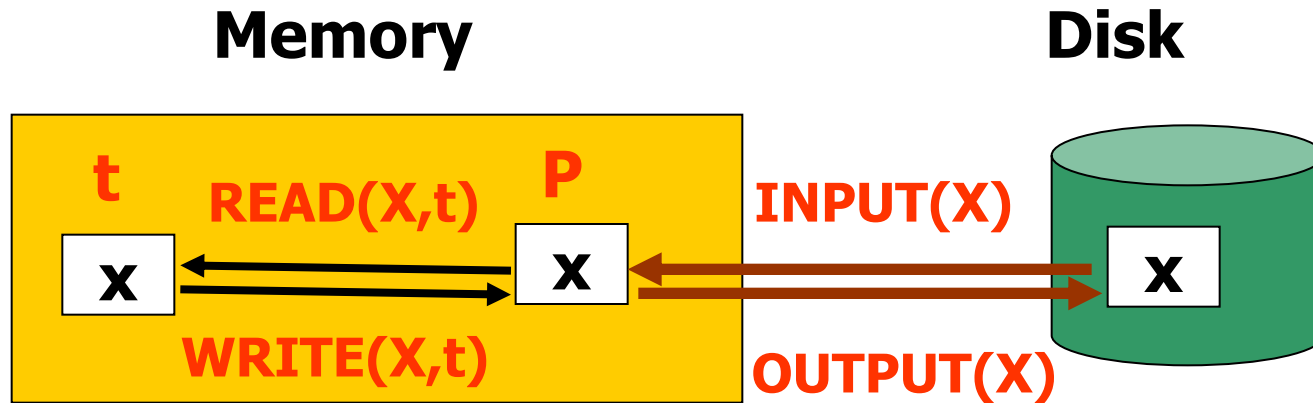 Memory
Disk
t
P
READ(X,t)
INPUT(X)
x
x
x
WRITE(X,t)
OUTPUT(X)